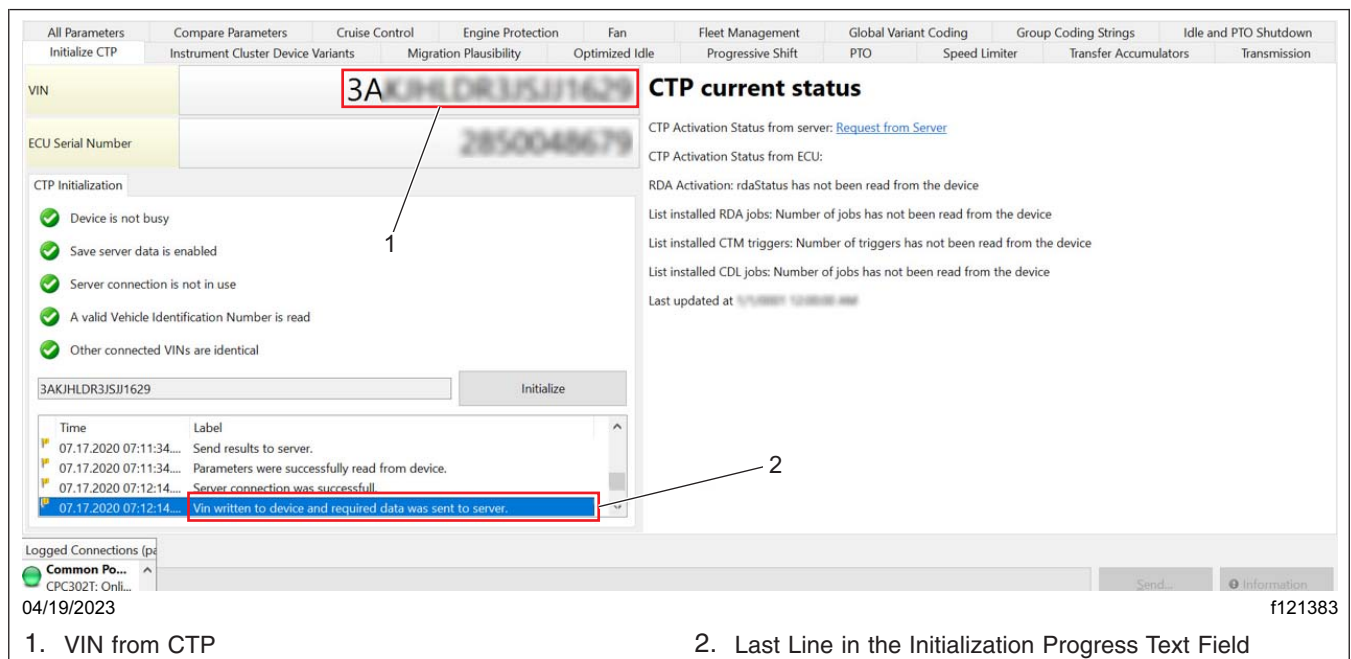 All Parameters Compare Parameters Cruise Control Engine Protection Fan Fleet Management Global Variant Coding Group Coding Strings Idle and PTO Shutdown
Initialize CTP Instrument Cluster Device Variants Migration Plausibility Optimized Idle Progressive Shift PTO Speed Limiter Transfer Accumulators Transmission
VIN
3A
ECU Serial Number
CTP Initialization
Device is not busy
1
Save server data is enabled
Server connection is not in use
A valid Vehicle Identification Number is read
Other connected VINs are identical
3AKJHLDR3JSJJ1629 Initialize
Time Label
07.17.2020 07:11:34.... Send results to server.
07.17.2020 07:11:34.... Parameters were successfully read from device.
07.17.2020 07:12:14.... Server connection was successfull.
07.17.2020 07:12:14.... Vin written to device and required data was sent to server.
2
CTP current status
CTP Activation Status from server: Request from Server
CTP Activation Status from ECU:
RDA Activation: rdaStatus has not been read from the device
List installed RDA jobs: Number of jobs has not been read from the device
List installed CTM triggers: Number of triggers has not been read from the device
List installed CDL jobs: Number of jobs has not been read from the device
Last updated at
Logged Connections (pa
Common Po...
CPC302T: Onli...
Send... Information
04/19/2023 f121383
1. VIN from CTP
2. Last Line in the Initialization Progress Text Field